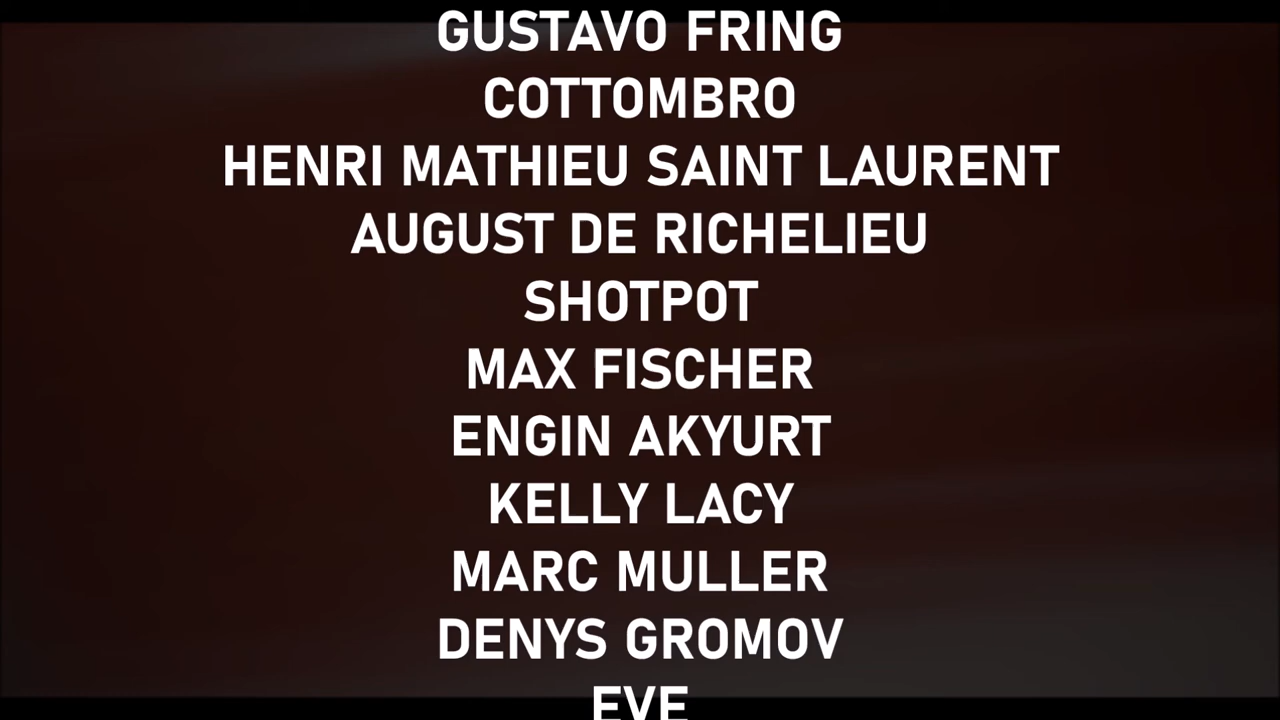 GUSTAVO FRING
COTTOMBRO
HENRI MATHIEU SAINT LAURENT
AUGUST DE RICHELIEU
SHOTPOT
MAX FISCHER
ENGIN AKYURT
KELLY LACY
MARC MULLER
DENYS GROMOV
EVE